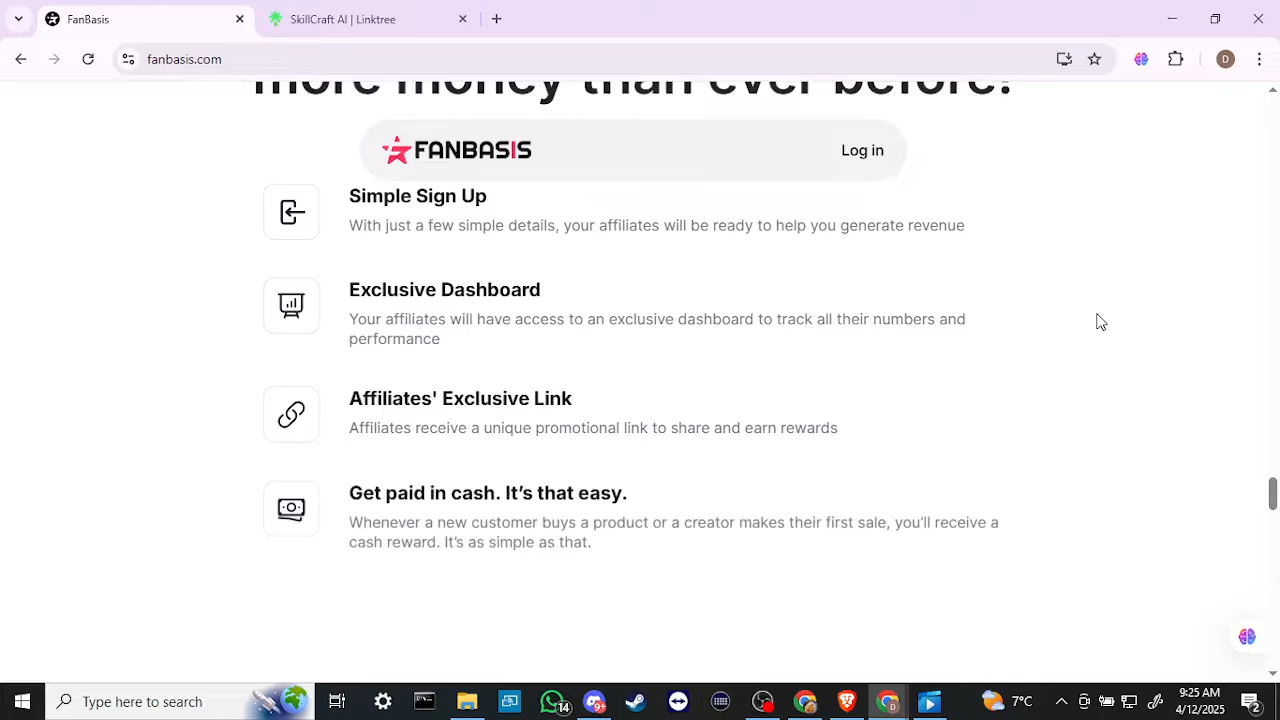 FanBasis
SkillCraft AI | Linktree
fanbasis.com
D
more money than ever before!
FANBASIS
Log in
Simple Sign Up
With just a few simple details, your affiliates will be ready to help you generate revenue
Exclusive Dashboard
Your affiliates will have access to an exclusive dashboard to track all their numbers and
performance
Affiliates' Exclusive Link
Affiliates receive a unique promotional link to share and earn rewards
Get paid in cash. It’s that easy.
Whenever a new customer buys a product or a creator makes their first sale, you’ll receive a
cash reward. It’s as simple as that.
Type here to search
14
9+
D
7°C
9:25 AM
4/12/2025
2